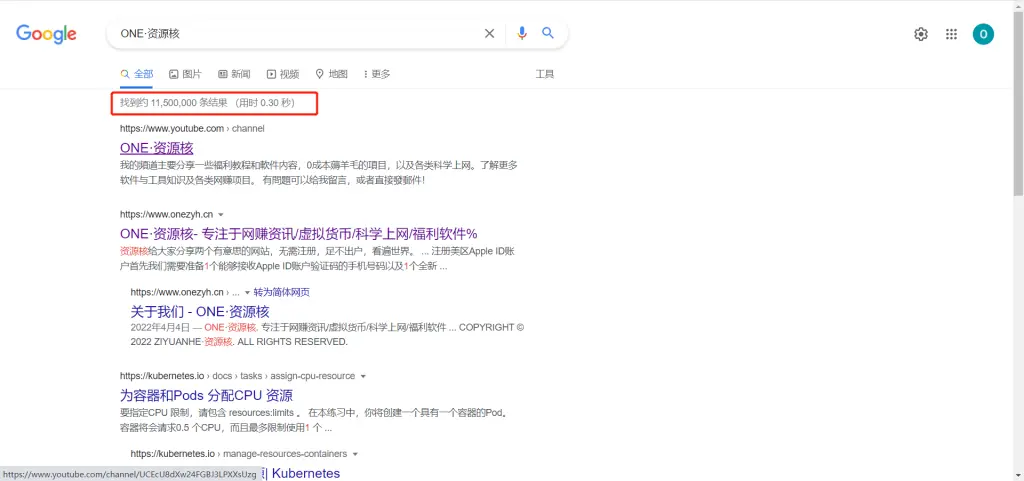 Google
ONE·资源核
O
全部 图片 新闻 视频 地图 更多 工具
找到约 11,500,000 条结果 （用时 0.30 秒）
https://www.youtube.com › channel
ONE·资源核
我的頻道主要分享一些福利教程和軟件内容，0成本薅羊毛的項目，以及各类科学上网。了解更多
软件与工具知识及各类网赚项目。 有問題可以给我留言，或者直接發郵件！
https://www.onezyh.cn
ONE·资源核- 专注于网赚资讯/虚拟货币/科学上网/福利软件%
资源核给大家分享两个有意思的网站，无需注册，足不出户，看遍世界。 ... 注册美区Apple ID账
户首先我们需要准备1个能够接收Apple ID账户验证码的手机号码以及1个全新 ...
https://www.onezyh.cn › ... 转为简体网页
关于我们 - ONE·资源核
2022年4月4日 — ONE·资源核. 专注于网赚资讯/虚拟货币/科学上网/福利软件 ... COPYRIGHT ©
2022 ZIYUANHE·资源核. ALL RIGHTS RESERVED.
https://kubernetes.io › docs › tasks › assign-cpu-resource
为容器和Pods 分配CPU 资源
要指定CPU 限制，请包含 resources:limits 。 在本练习中，你将创建一个具有一个容器的Pod。
容器将会请求0.5 个CPU，而且最多限制使用1 个 ...
https://kubernetes.io › manage-resources-containers
| Kubernetes
https://www.youtube.com/channel/UCEcU8dXw24FGBJ3LPXXsUzg